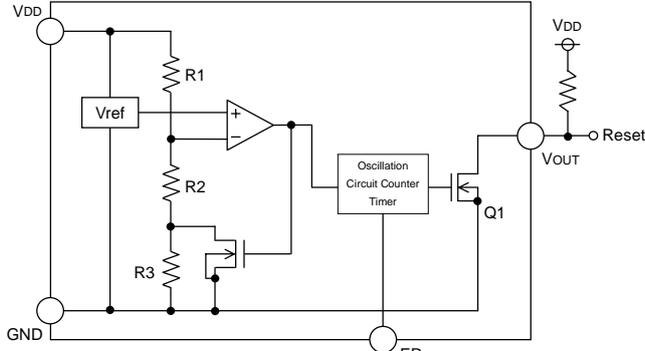 VDD
VDD
R1
Vref
+
−
Reset
VOUT
Oscillation
Circuit Counter
Timer
R2
Q1
R3
GND